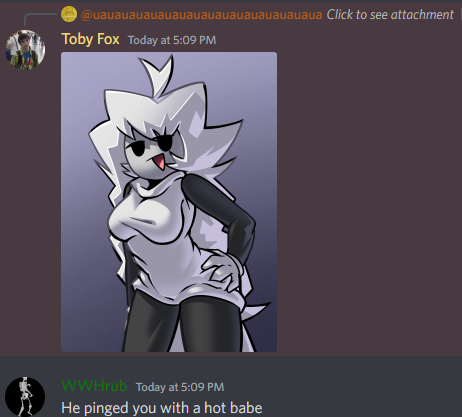 @uauauauauauauauauauauauauauauauaua Click to see attachment
Toby Fox Today at 5:09 PM
WWHrub Today at 5:09 PM
He pinged you with a hot babe